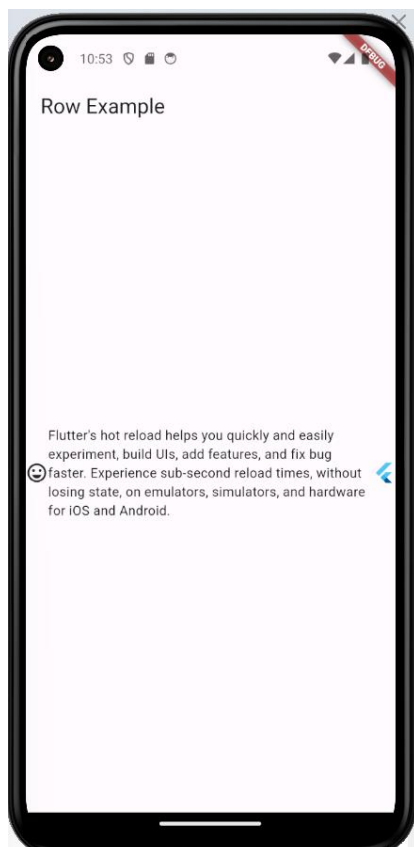 10:53
DEBUG
Row Example
Flutter's hot reload helps you quickly and easily
experiment, build UIs, add features, and fix bug
faster. Experience sub-second reload times, without
losing state, on emulators, simulators, and hardware
for iOS and Android.